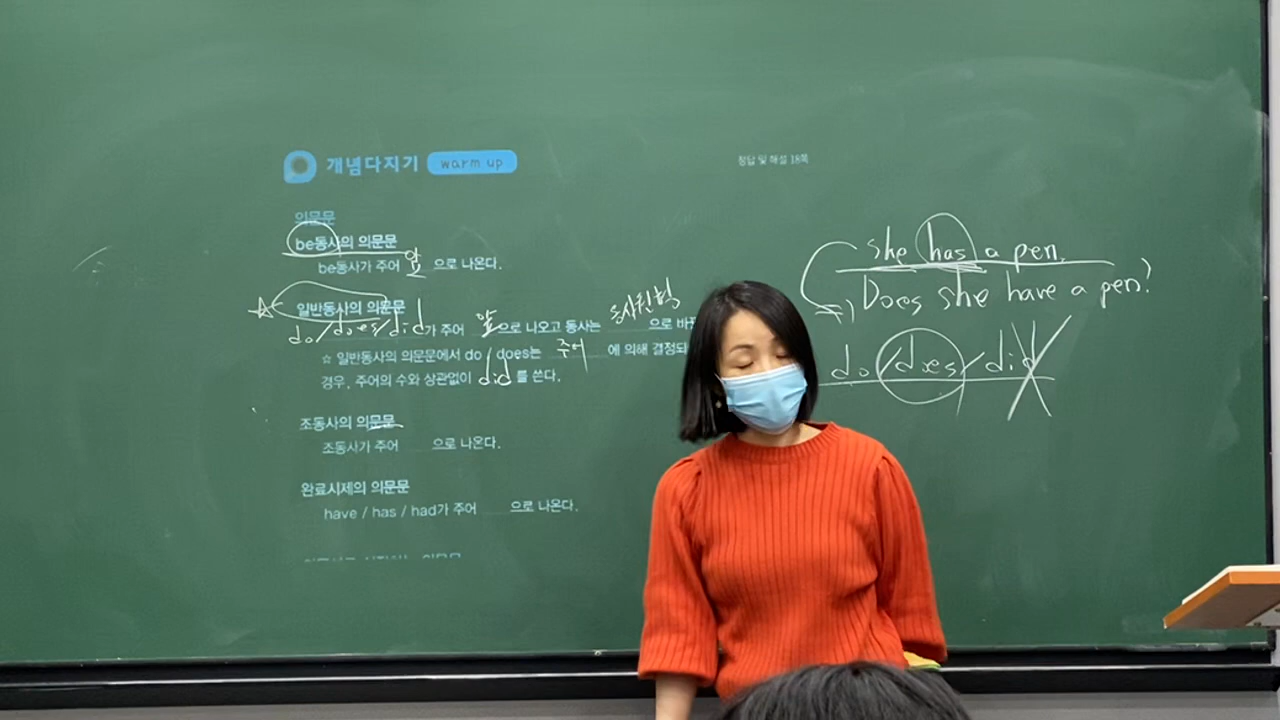 개념다지기 warm up
정답 및 해설 18쪽
의문문
be동사의 의문문
be동사가 주어 앞 으로 나온다.
일반동사의 의문문
do/does/did가 주어 앞으로 나오고 동사는 동사원형 으로 바
☆ 일반동사의 의문문에서 do / does는 주어 에 의해 결정되
경우, 주어의 수와 상관없이 did를 쓴다.
조동사의 의문문
조동사가 주어 으로 나온다.
완료시제의 의문문
have / has / had가 주어 으로 나온다.
she has a pen.
Does she have a pen?
do/does/did